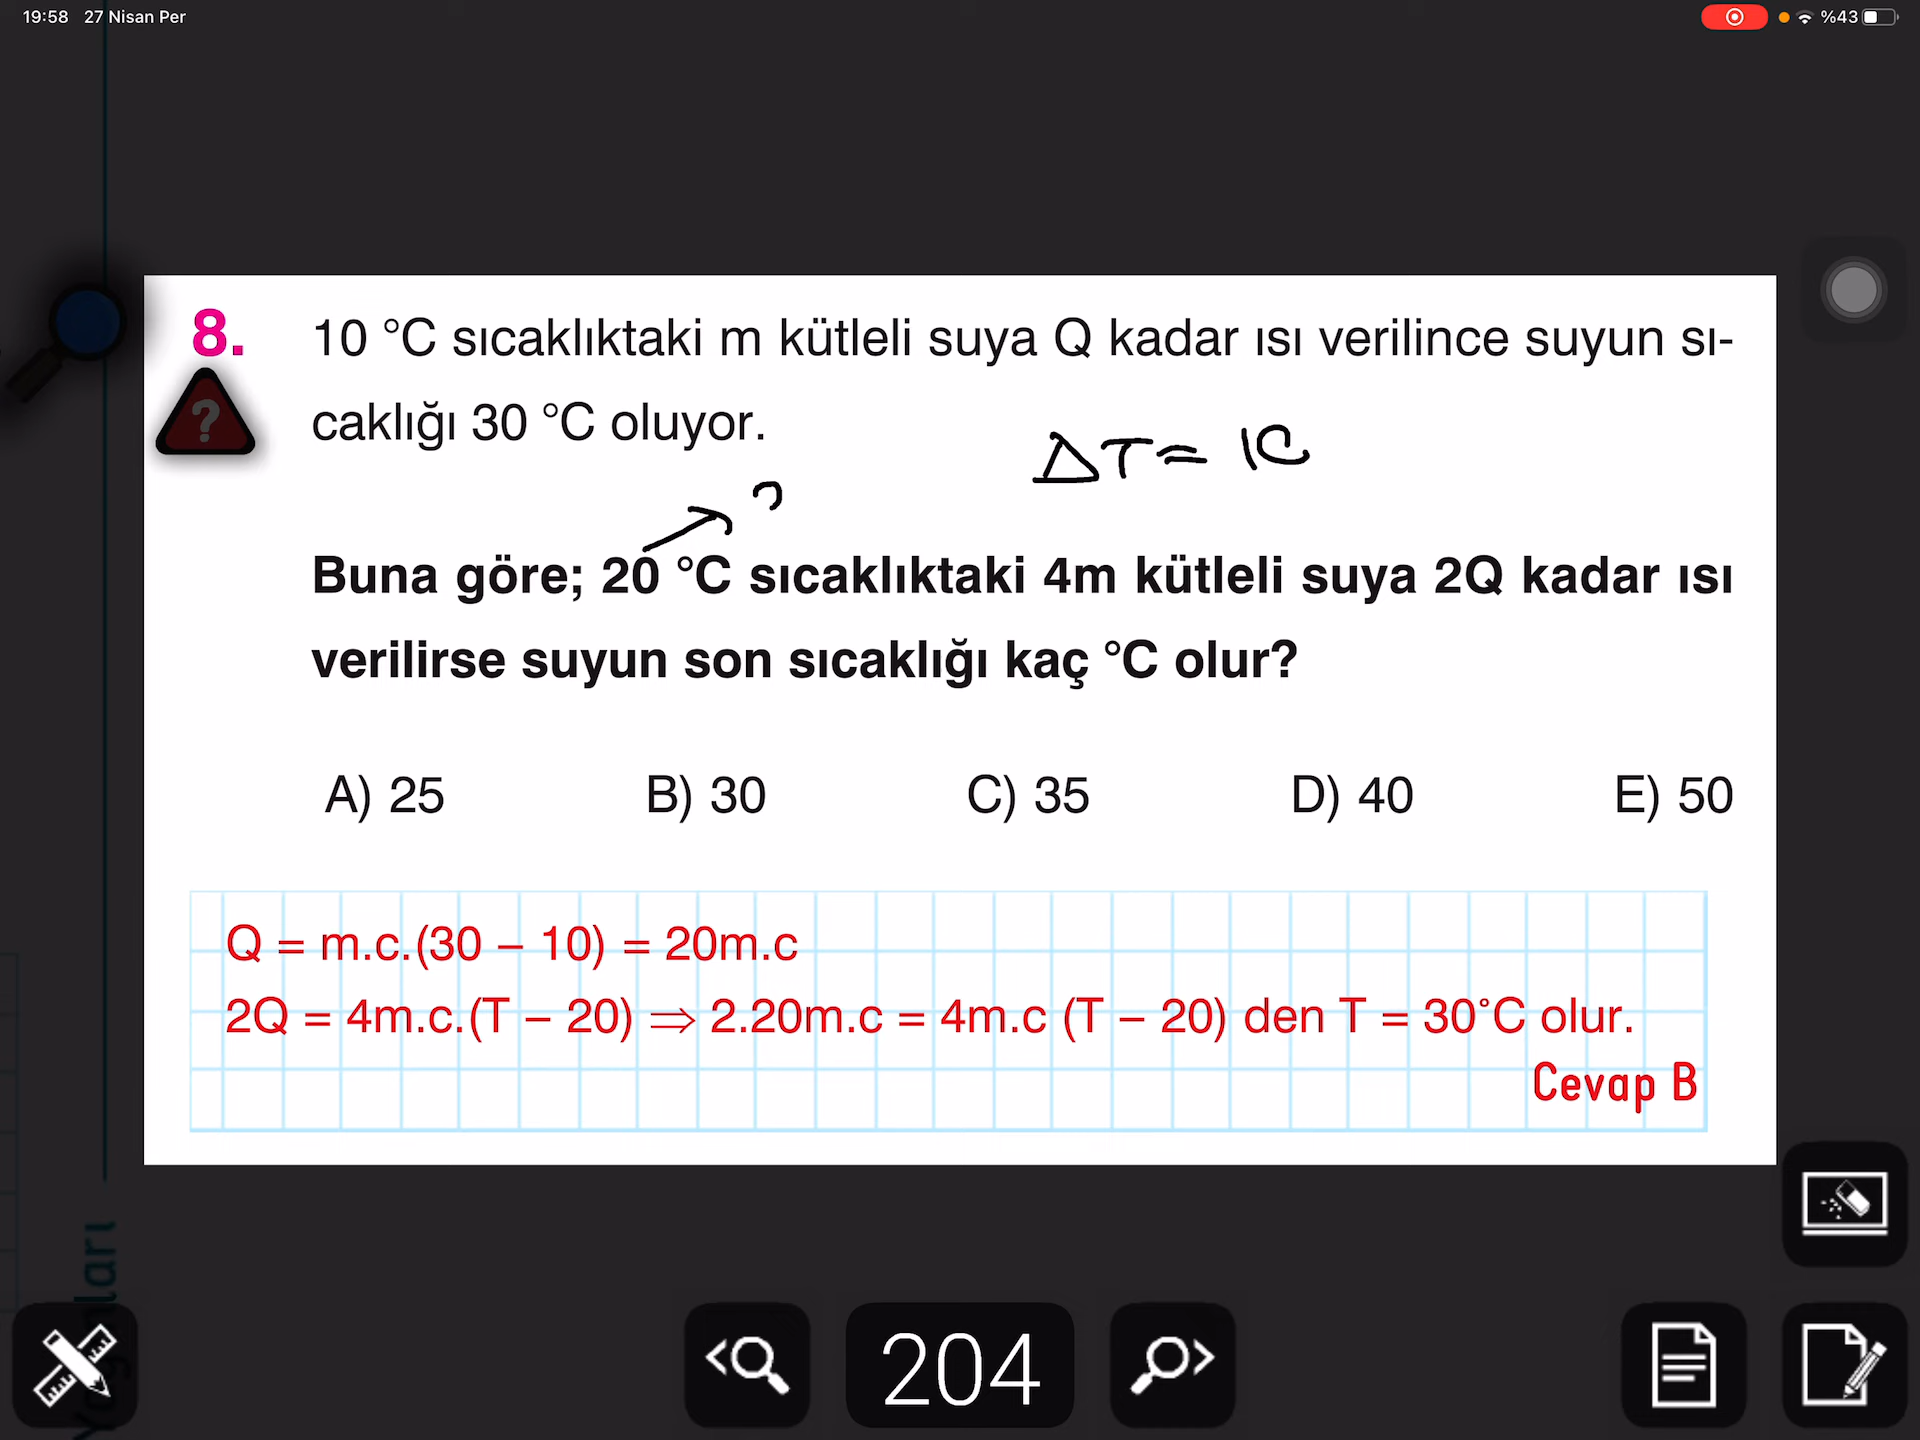 19:58 27 Nisan Per
%43
8. 10 °C sıcaklıktaki m kütleli suya Q kadar ısı verilince suyun sı-
caklığı 30 °C oluyor.
ΔT= 10
?
Buna göre; 20 °C sıcaklıktaki 4m kütleli suya 2Q kadar ısı
verilirse suyun son sıcaklığı kaç °C olur?
A) 25 B) 30 C) 35 D) 40 E) 50
Q = m.c.(30 – 10) = 20m.c
2Q = 4m.c.(T – 20) ⇒ 2.20m.c = 4m.c (T – 20) den T = 30°C olur.
Cevap B
204